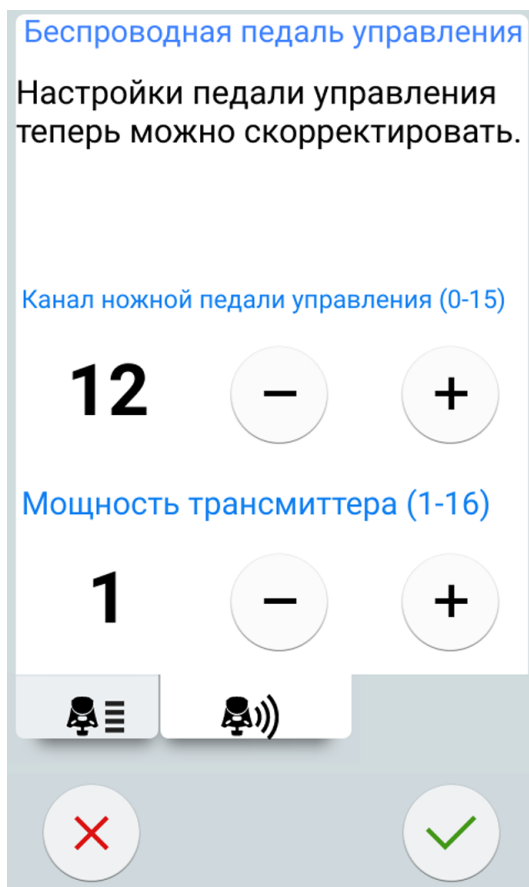 Беспроводная педаль управления
Настройки педали управления
теперь можно скорректировать.
Канал ножной педали управления (0-15)
12 − +
Мощность трансмиттера (1-16)
1 − +